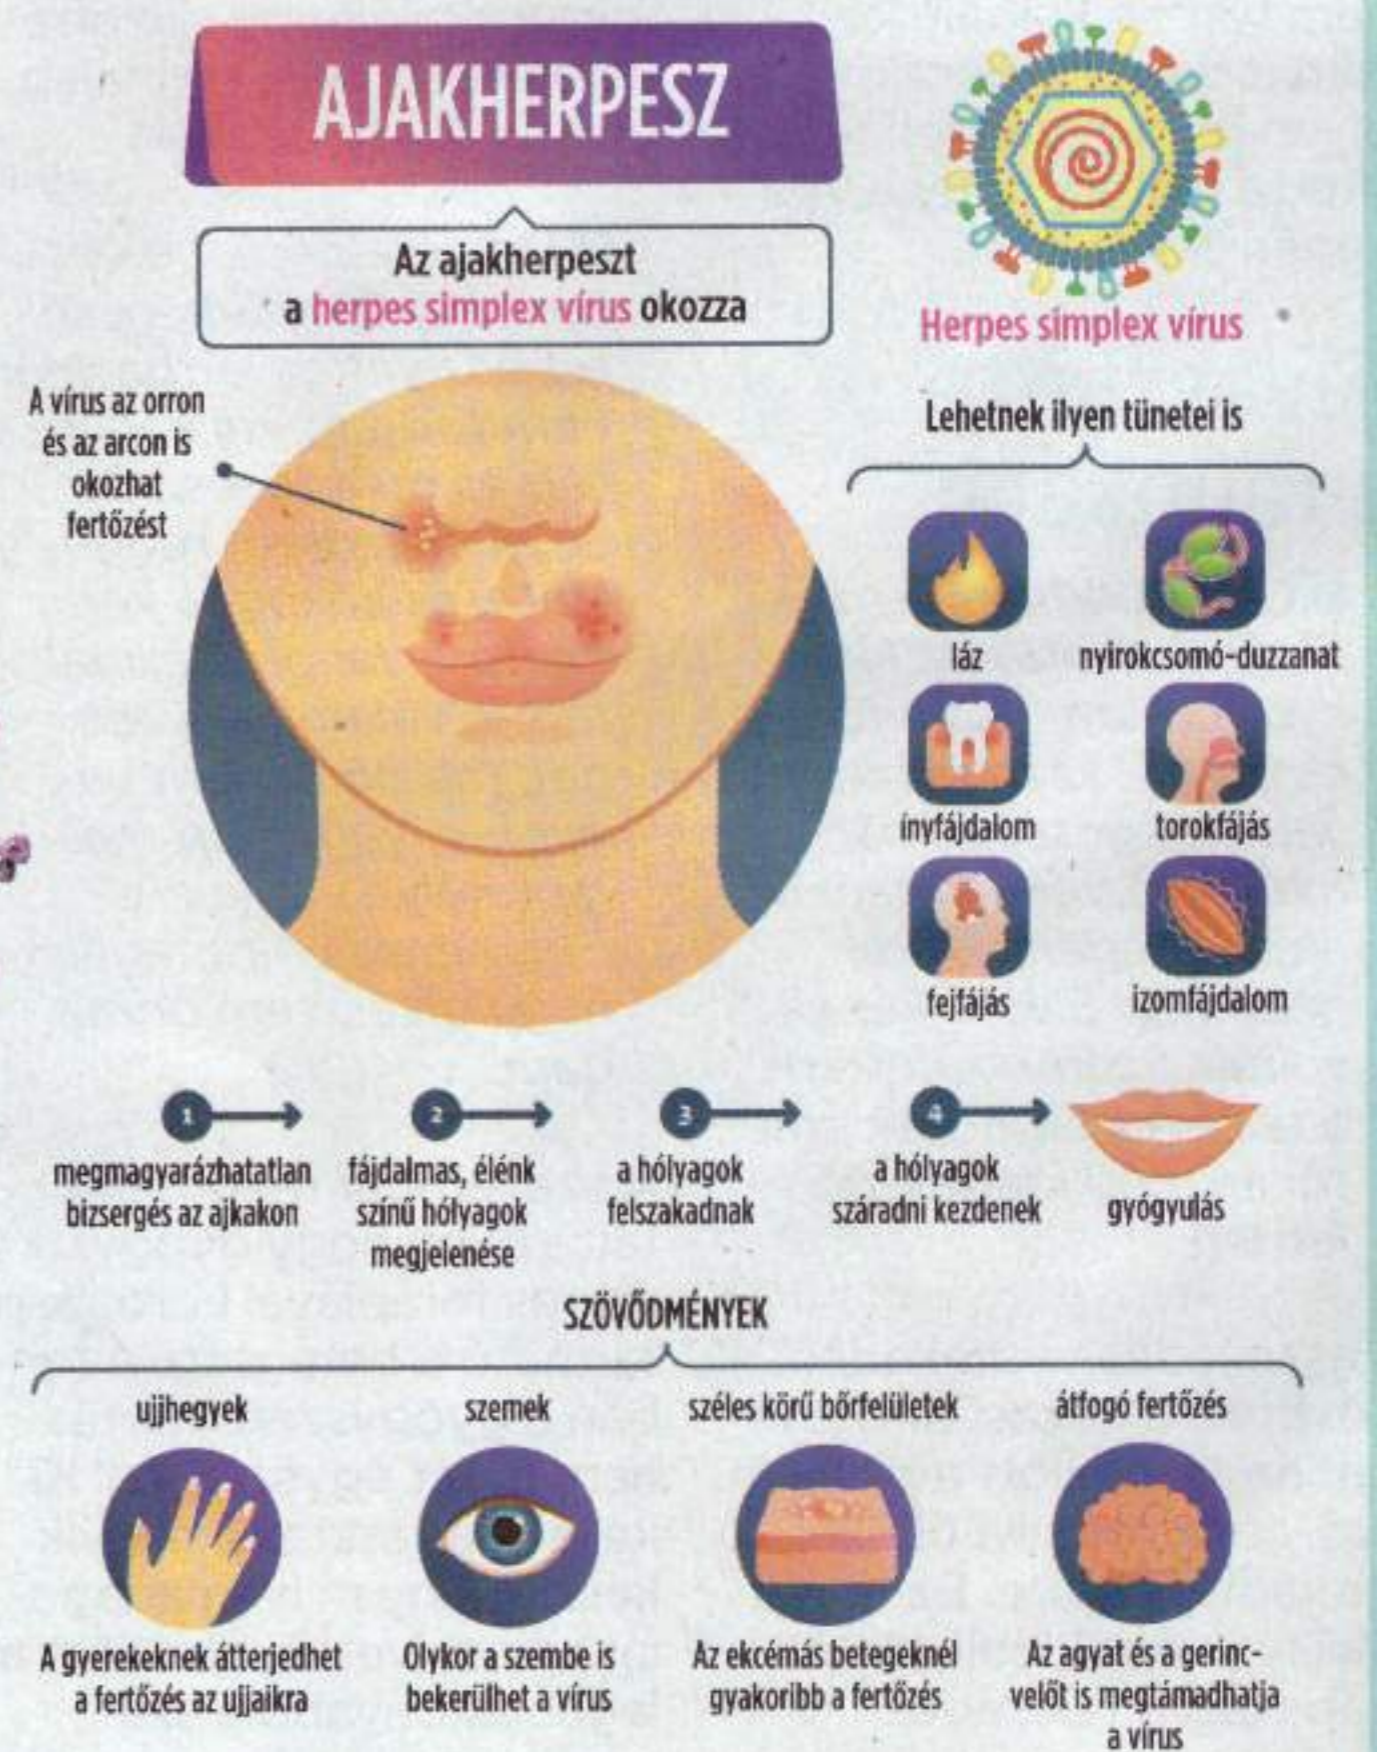 AJAKHERPESZ
Az ajakherpeszt
a herpes simplex vírus okozza
Herpes simplex vírus
A vírus az orron
és az arcon is
okozhat
fertőzést
Lehetnek ilyen tünetei is
láz
nyirokcsomó-duzzanat
ínyfájdalom
torokfájás
fejfájás
izomfájdalom
1
megmagyarázhatatlan
bizsergés az ajkakon
2
fájdalmas, élénk
színű hólyagok
megjelenése
3
a hólyagok
felszakadnak
4
a hólyagok
száradni kezdenek
gyógyulás
SZÖVŐDMÉNYEK
ujjhegyek
A gyerekeknek átterjedhet
a fertőzés az ujjaikra
szemek
Olykor a szembe is
bekerülhet a vírus
széles körű bőrfelületek
Az ekcémás betegeknél
gyakoribb a fertőzés
átfogó fertőzés
Az agyat és a gerinc-
velőt is megtámadhatja
a vírus